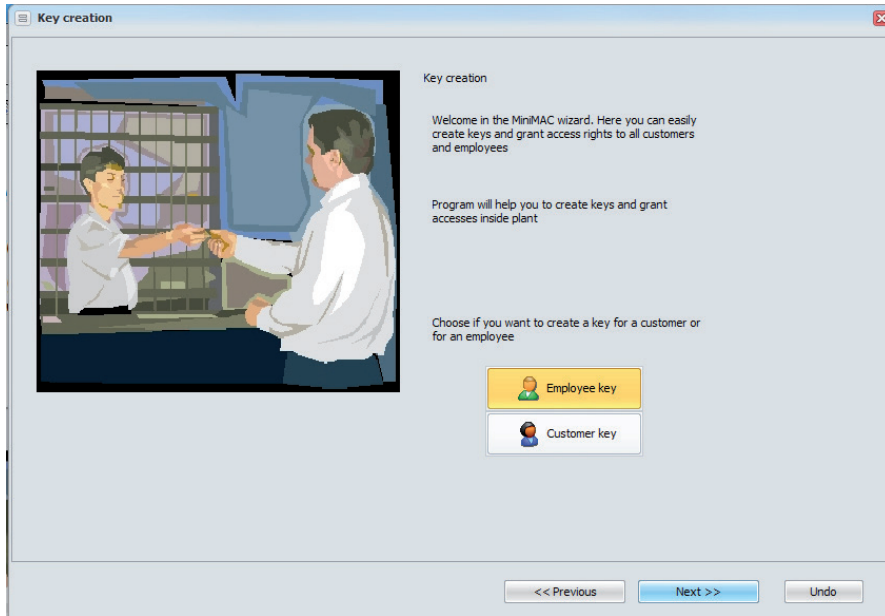 Key creation
Key creation
Welcome in the MiniMAC wizard. Here you can easily
create keys and grant access rights to all customers
and employees
Program will help you to create keys and grant
accesses inside plant
Choose if you want to create a key for a customer or
for an employee
Employee key
Customer key
<< Previous
Next >>
Undo